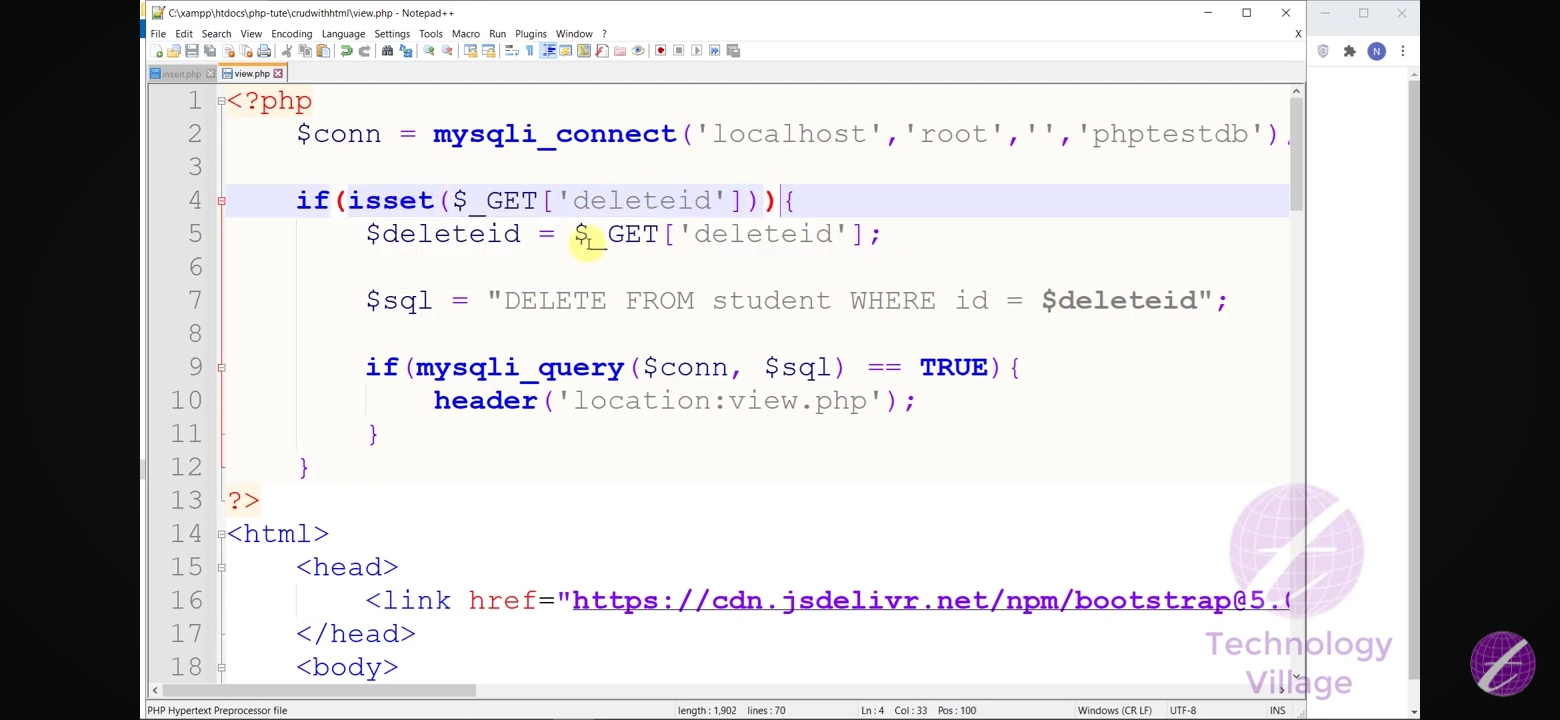 C:\xampp\htdocs\php-tute\crudwithhtml\view.php - Notepad++
File Edit Search View Encoding Language Settings Tools Macro Run Plugins Window ? X
insert.php view.php
N
1 <?php
2 $conn = mysqli_connect('localhost','root','','phptestdb')
3
4 if(isset($_GET['deleteid'])){
5 $deleteid = $_GET['deleteid'];
6
7 $sql = "DELETE FROM student WHERE id = $deleteid";
8
9 if(mysqli_query($conn, $sql) == TRUE){
10 header('location:view.php');
11 }
12 }
13 ?>
14 <html>
15 <head>
16 <link href="https://cdn.jsdelivr.net/npm/bootstrap@5.
17 </head>
18 <body>
Technology
Village
PHP Hypertext Preprocessor file length : 1,902 lines : 70 Ln : 4 Col : 33 Pos : 100 Windows (CR LF) UTF-8 INS